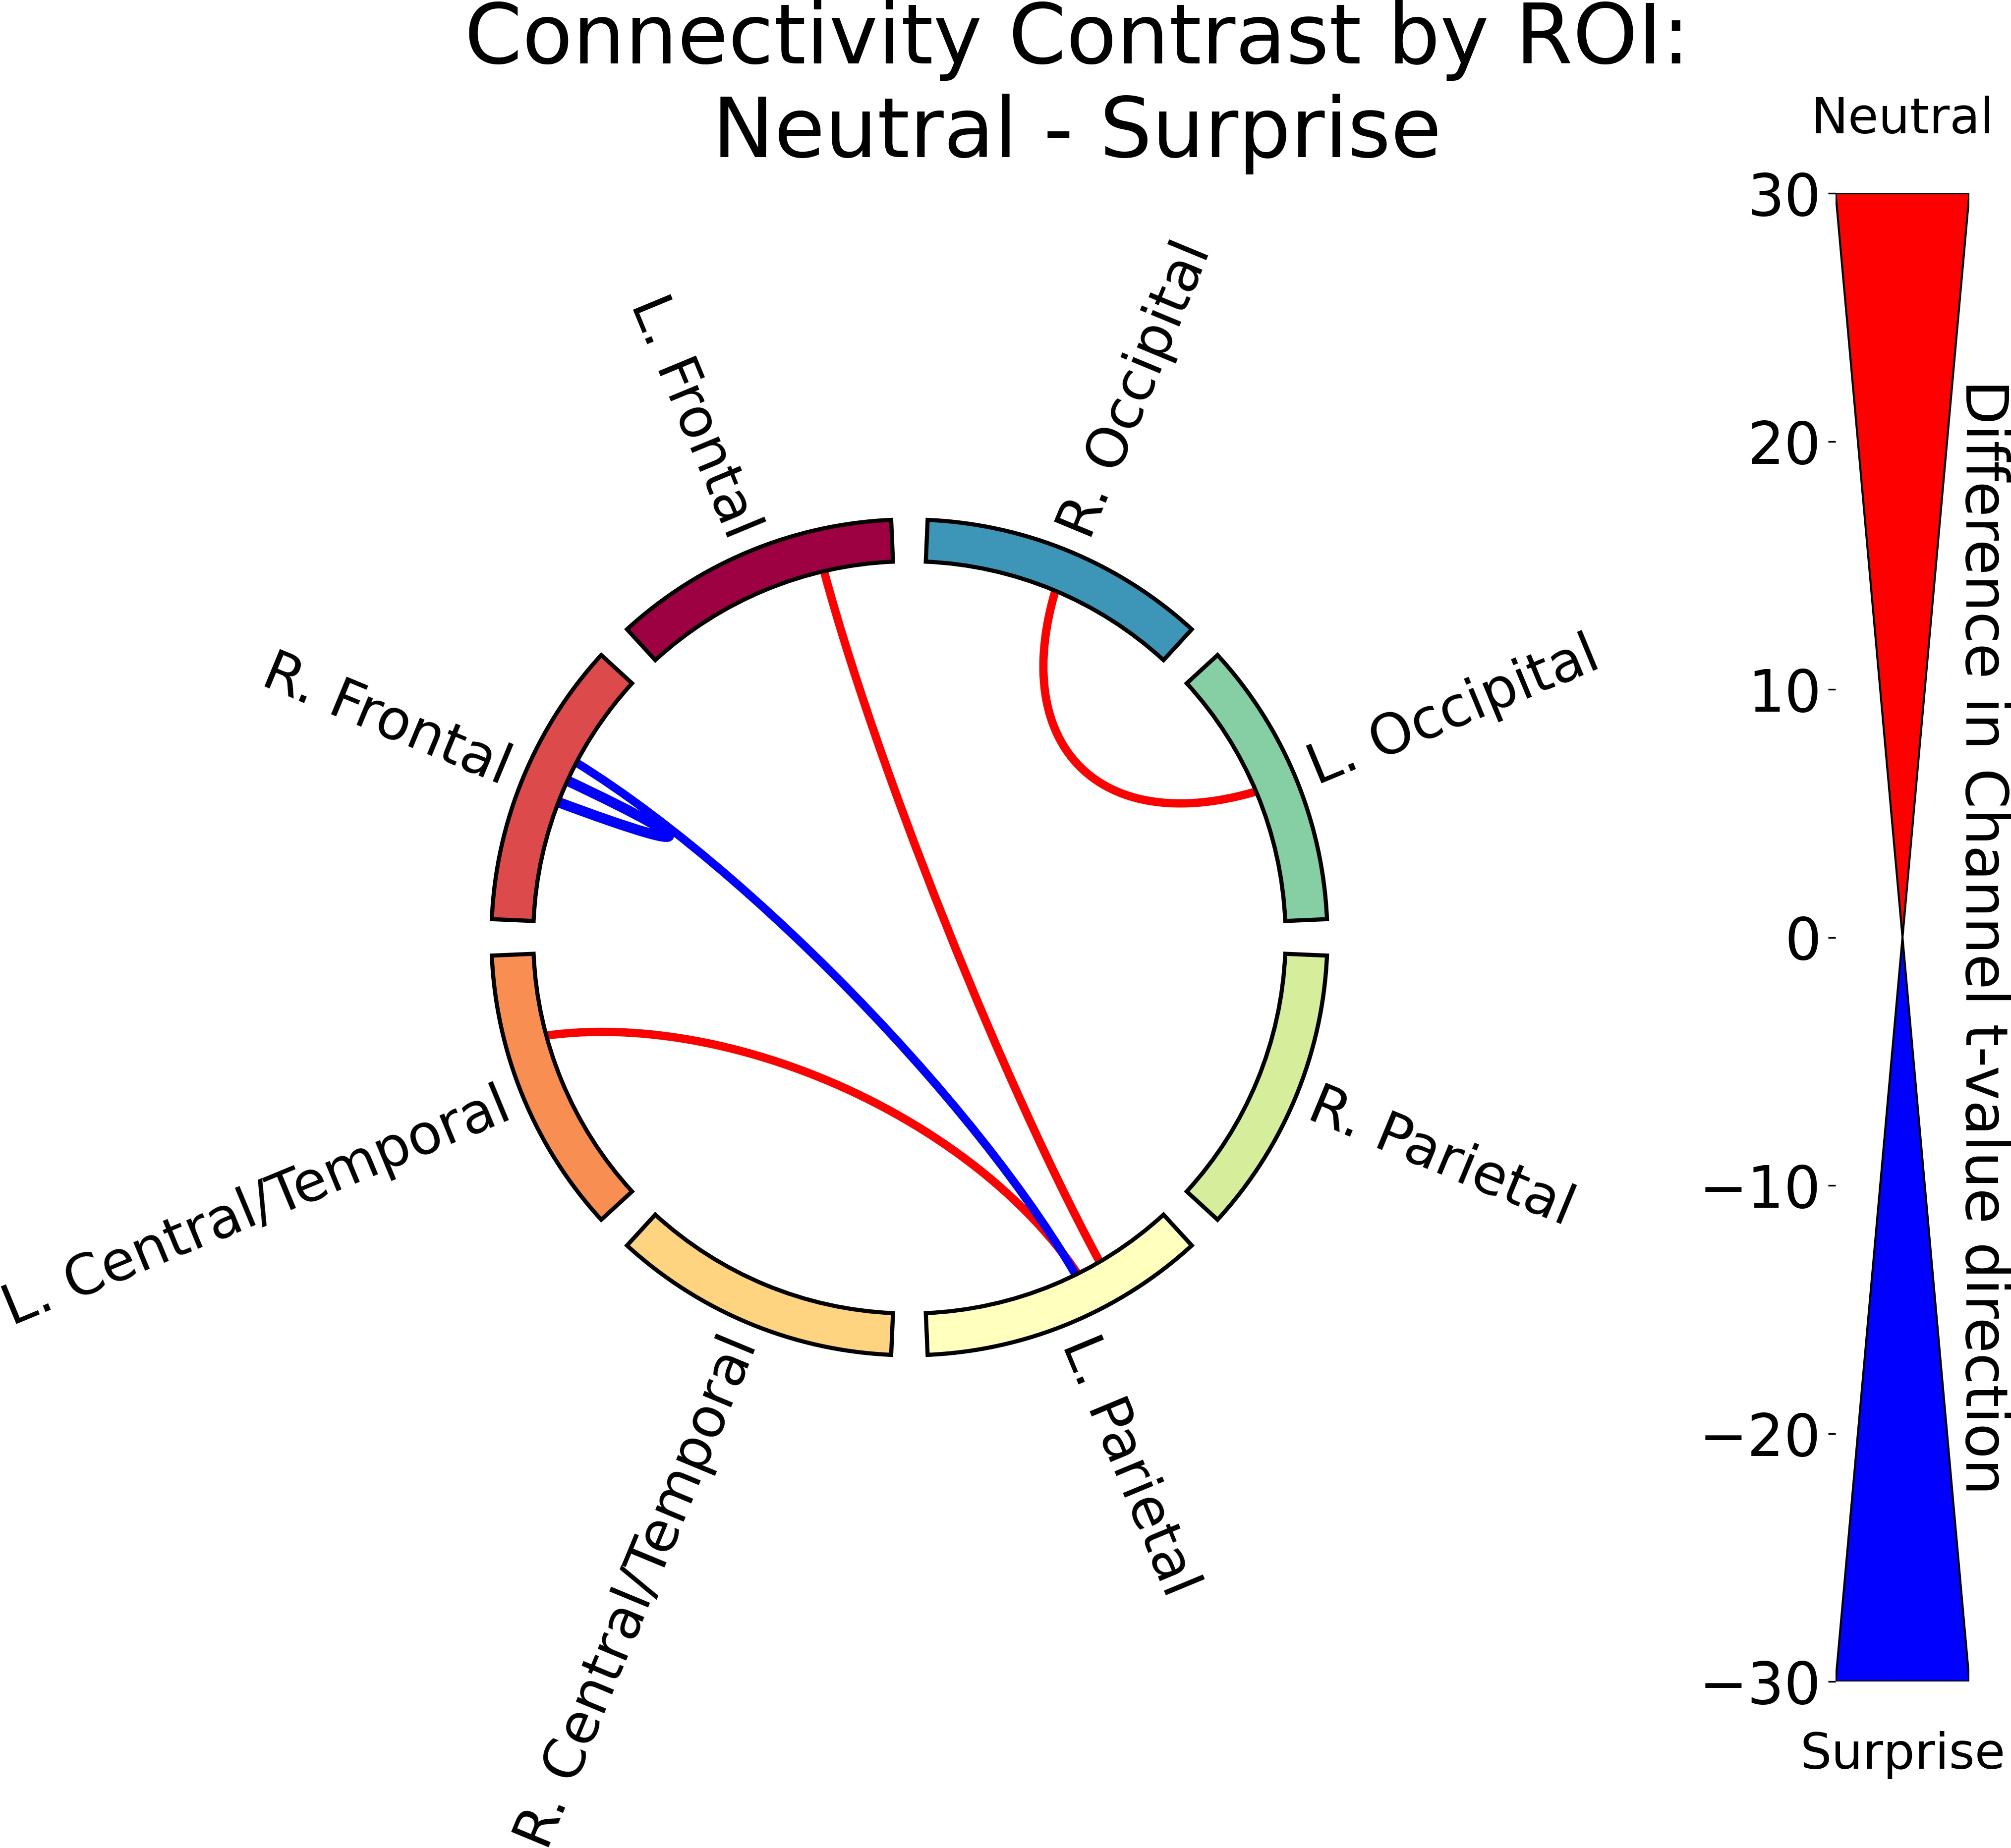 Connectivity Contrast by ROI:
Neutral - Surprise
Neutral
30
20
10
0
−10
−20
−30
Surprise
Difference in Channel t-value direction
L. Frontal
R. Occipital
R. Frontal
L. Occipital
L. Central/Temporal
R. Parietal
R. Central/Temporal
L. Parietal